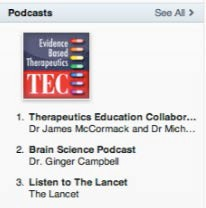 Podcasts See All >
Evidence
Based
Therapeutics
TEC
1. Therapeutics Education Collabor...
Dr James McCormack and Dr Mich...
2. Brain Science Podcast
Dr. Ginger Campbell
3. Listen to The Lancet
The Lancet